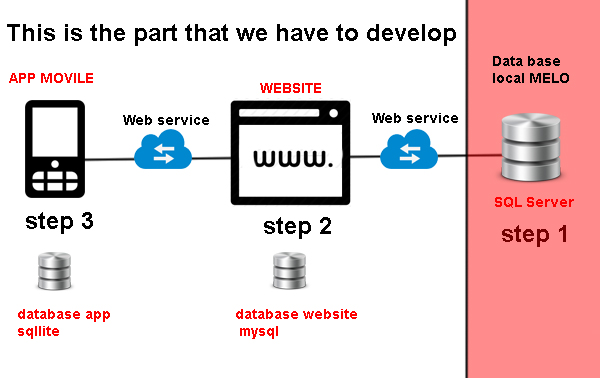 This is the part that we have to develop
Data base
local MELO
APP MOVILE
WEBSITE
Web service
Web service
www.
SQL Server
step 3
step 2
step 1
database app
sqllite
database website
mysql